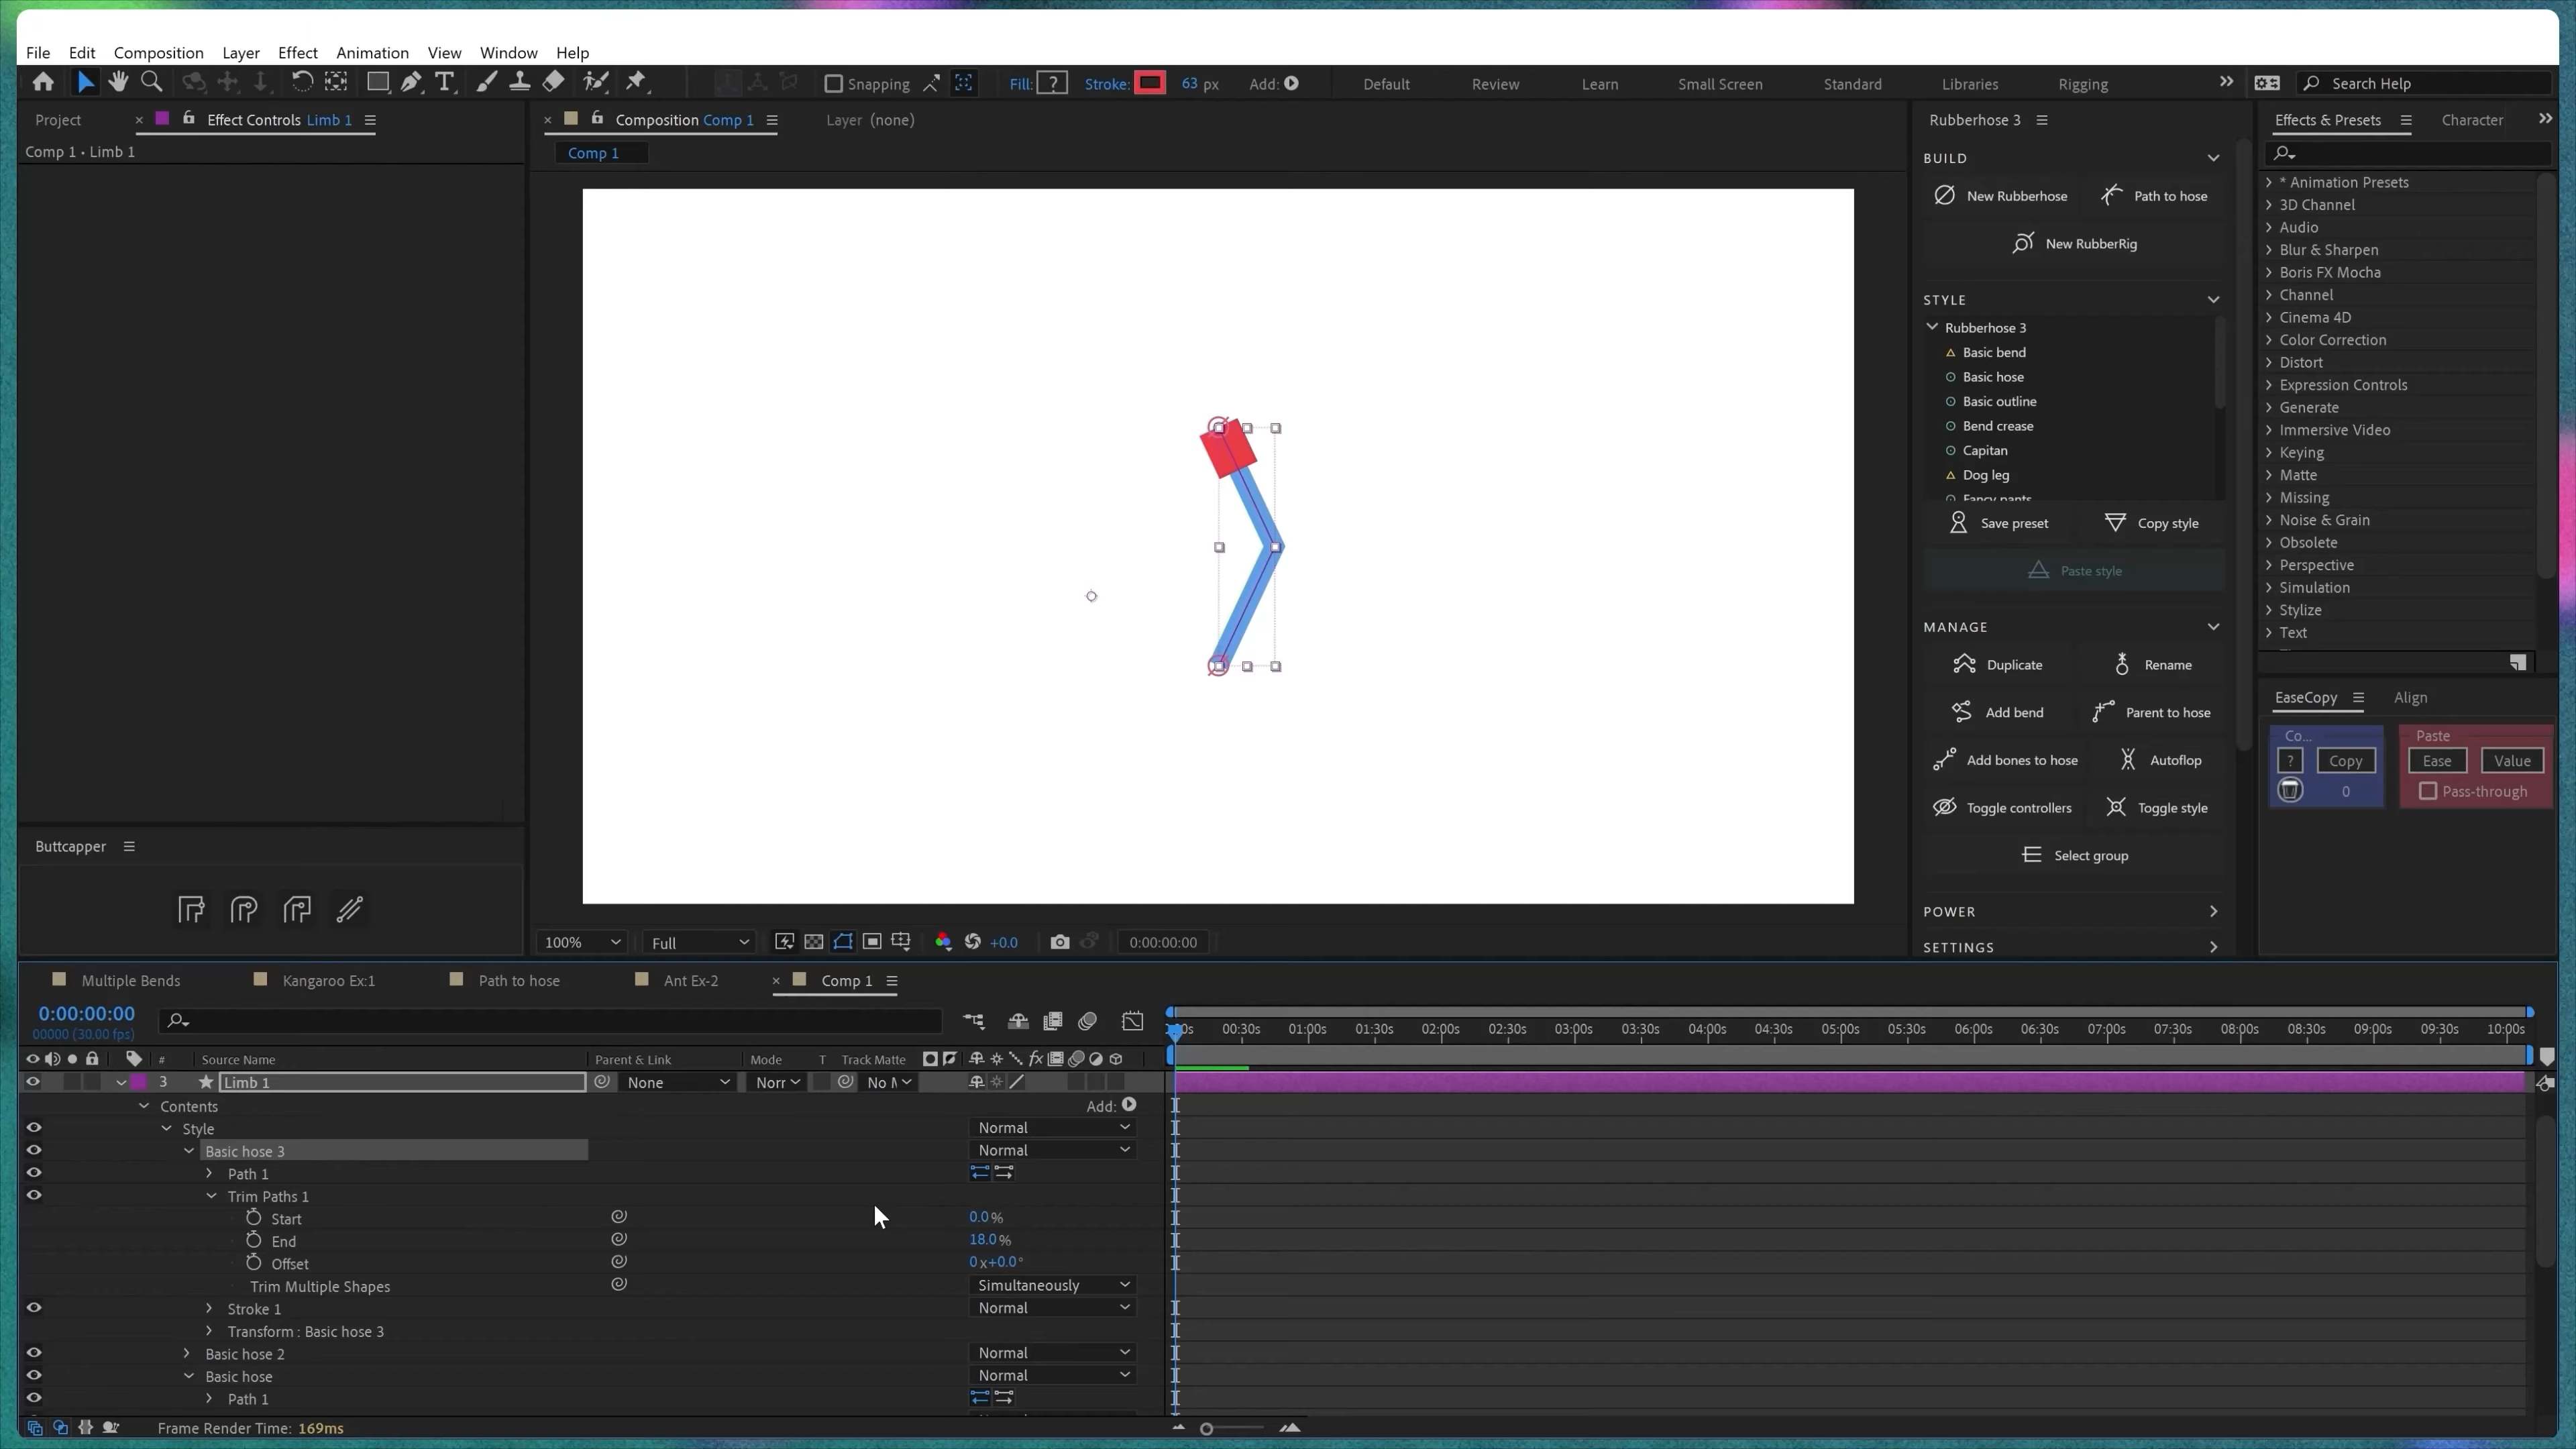 File Edit Composition Layer Effect Animation View Window Help
Snapping Fill: ? Stroke: 63 px Add: Default Review Learn Small Screen Standard Libraries Rigging Search Help
Project Effect Controls Limb 1
Comp 1 • Limb 1
Composition Comp 1 Layer (none)
Comp 1
Rubberhose 3
BUILD
New Rubberhose Path to hose
New RubberRig
STYLE
Rubberhose 3
Basic bend
Basic hose
Basic outline
Bend crease
Capitan
Dog leg
Fancy pants
Save preset Copy style
Paste style
MANAGE
Duplicate Rename
Add bend Parent to hose
Add bones to hose Autoflop
Toggle controllers Toggle style
Select group
POWER
SETTINGS
Effects & Presets Character
* Animation Presets
3D Channel
Audio
Blur & Sharpen
Boris FX Mocha
Channel
Cinema 4D
Color Correction
Distort
Expression Controls
Generate
Immersive Video
Keying
Matte
Missing
Noise & Grain
Obsolete
Perspective
Simulation
Stylize
Text
EaseCopy Align
Co... Paste
? Copy Ease Value
0 Pass-through
Buttcapper
100% Full +0.0 0:00:00:00
Multiple Bends Kangaroo Ex:1 Path to hose Ant Ex-2 Comp 1
0:00:00:00
00000 (30.00 fps)
00s 00:30s 01:00s 01:30s 02:00s 02:30s 03:00s 03:30s 04:00s 04:30s 05:00s 05:30s 06:00s 06:30s 07:00s 07:30s 08:00s 08:30s 09:00s 09:30s 10:00s
# Source Name Parent & Link Mode T Track Matte
3 Limb 1 None Norr No M
Contents Add:
Style Normal
Basic hose 3 Normal
Path 1
Trim Paths 1
Start 0.0%
End 18.0%
Offset 0x+0.0°
Trim Multiple Shapes Simultaneously
Stroke 1 Normal
Transform : Basic hose 3
Basic hose 2 Normal
Basic hose Normal
Path 1
Frame Render Time: 169ms